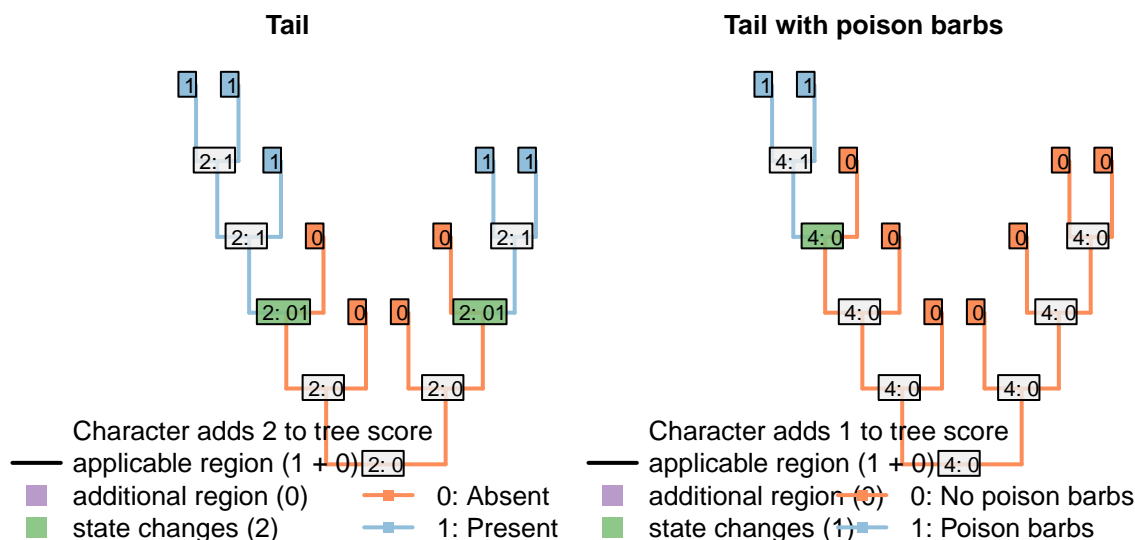 Tail
1 1
2: 1 1 1 1
2: 1 0 0 2: 1
2: 01 0 0 2: 01
2: 0 2: 0
Character adds 2 to tree score
applicable region (1 + 0) 2: 0
additional region (0) 0: Absent
state changes (2) 1: Present
Tail with poison barbs
1 1
4: 1 0 0 0
4: 0 0 0 4: 0
4: 0 0 0 4: 0
4: 0 4: 0
Character adds 1 to tree score
applicable region (1 + 0) 4: 0
additional region (0) 0: No poison barbs
state changes (1) 1: Poison barbs